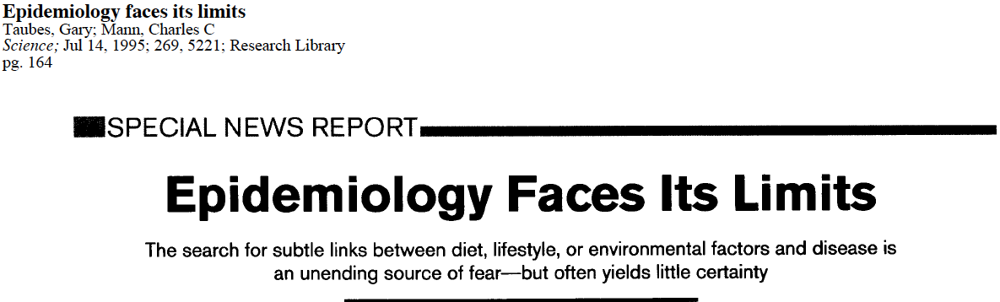 Epidemiology faces its limits
Taubes, Gary; Mann, Charles C
Science; Jul 14, 1995; 269, 5221; Research Library
pg. 164
SPECIAL NEWS REPORT
Epidemiology Faces Its Limits
The search for subtle links between diet, lifestyle, or environmental factors and disease is
an unending source of fear—but often yields little certainty